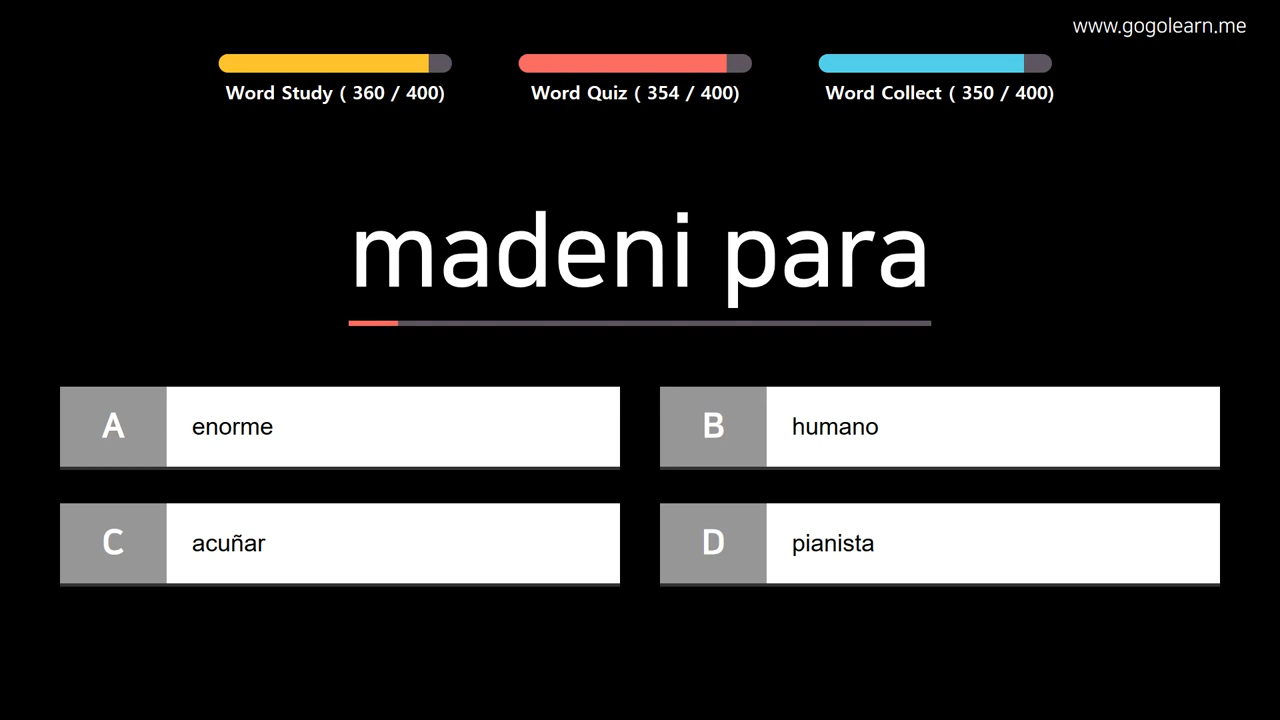 www.gogolearn.me
Word Study ( 360 / 400)
Word Quiz ( 354 / 400)
Word Collect ( 350 / 400)
madeni para
A enorme
B humano
C acuñar
D pianista